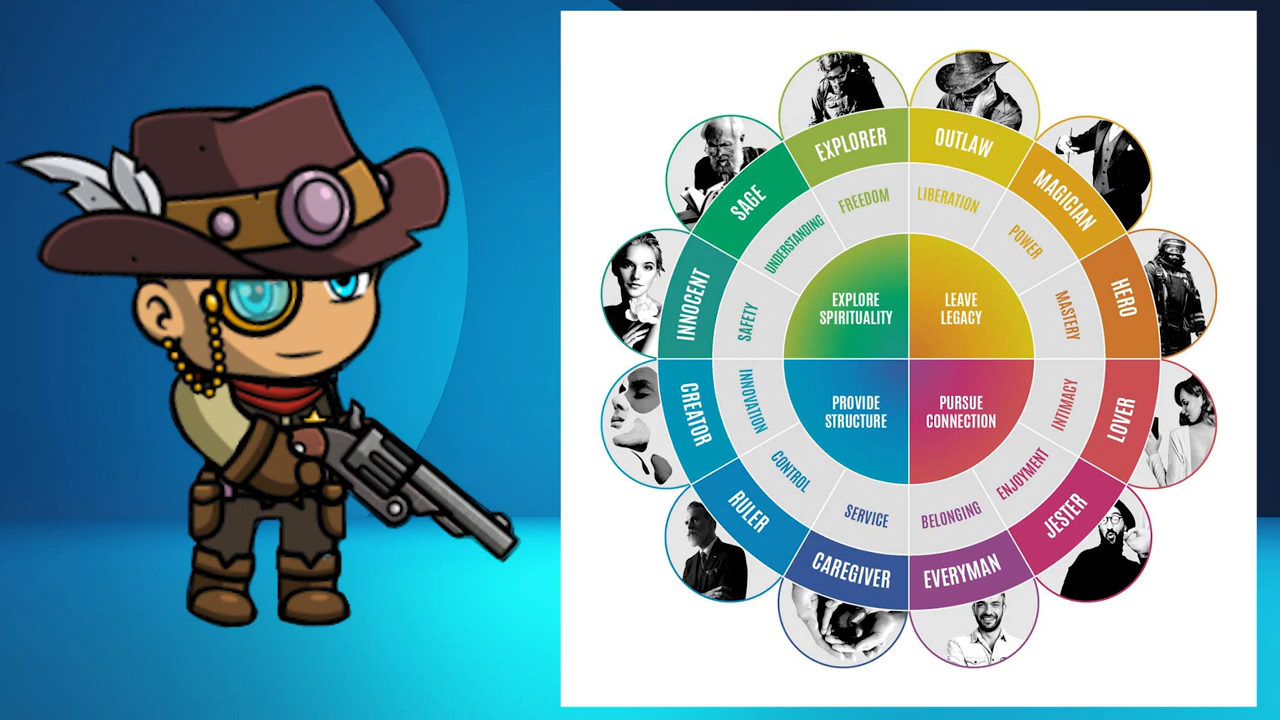 EXPLORER
OUTLAW
MAGICIAN
HERO
LOVER
JESTER
EVERYMAN
CAREGIVER
RULER
CREATOR
INNOCENT
SAGE
FREEDOM
LIBERATION
POWER
MASTERY
INTIMACY
ENJOYMENT
BELONGING
SERVICE
CONTROL
INNOVATION
SAFETY
UNDERSTANDING
EXPLORE
SPIRITUALITY
LEAVE
LEGACY
PROVIDE
STRUCTURE
PURSUE
CONNECTION